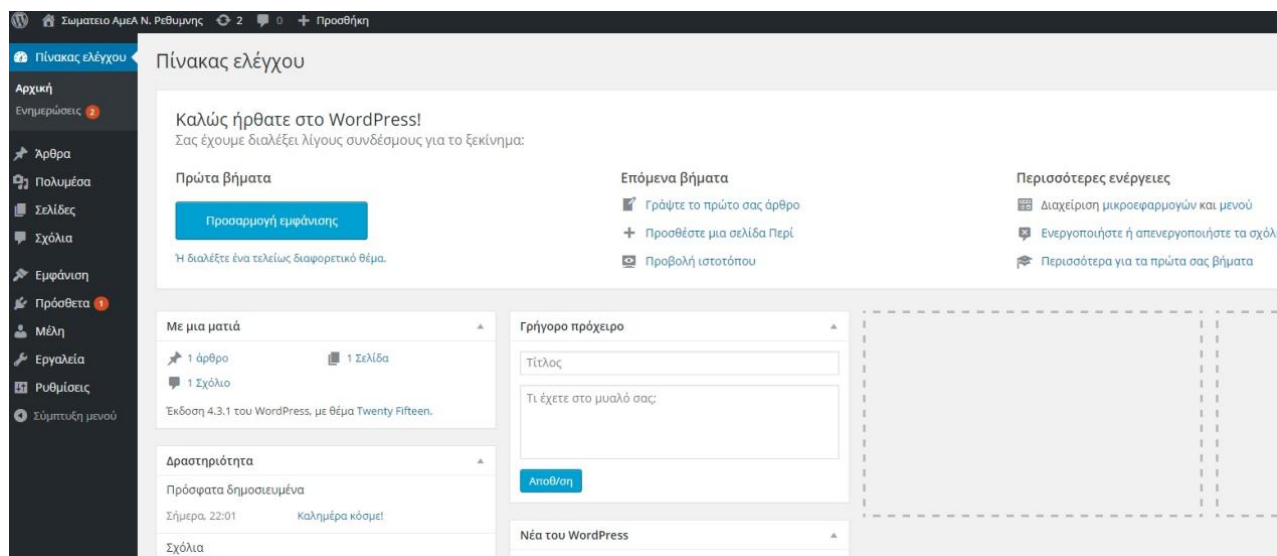 Σωματειο ΑμεΑ Ν. Ρεθυμνης 2 0 + Προσθήκη
Πίνακας ελέγχου
Αρχική
Ενημερώσεις 2
Άρθρα
Πολυμέσα
Σελίδες
Σχόλια
Εμφάνιση
Πρόσθετα 1
Μέλη
Εργαλεία
Ρυθμίσεις
Σύμπτυξη μενού
Πίνακας ελέγχου
Καλώς ήρθατε στο WordPress!
Σας έχουμε διαλέξει λίγους συνδέσμους για το ξεκίνημα:
Πρώτα βήματα
Προσαρμογή εμφάνισης
Ή διαλέξτε ένα τελείως διαφορετικό θέμα.
Επόμενα βήματα
Γράψτε το πρώτο σας άρθρο
Προσθέστε μια σελίδα Περί
Προβολή ιστοτόπου
Περισσότερες ενέργειες
Διαχείριση μικροεφαρμογών και μενού
Ενεργοποιήστε ή απενεργοποιήστε τα σχόλ
Περισσότερα για τα πρώτα σας βήματα
Με μια ματιά
1 άρθρο 1 Σελίδα
1 Σχόλιο
Έκδοση 4.3.1 του WordPress, με θέμα Twenty Fifteen.
Δραστηριότητα
Πρόσφατα δημοσιευμένα
Σήμερα, 22:01 Καλημέρα κόσμε!
Σχόλια
Γρήγορο πρόχειρο
Τίτλος
Τι έχετε στο μυαλό σας;
Αποθ/ση
Νέα του WordPress